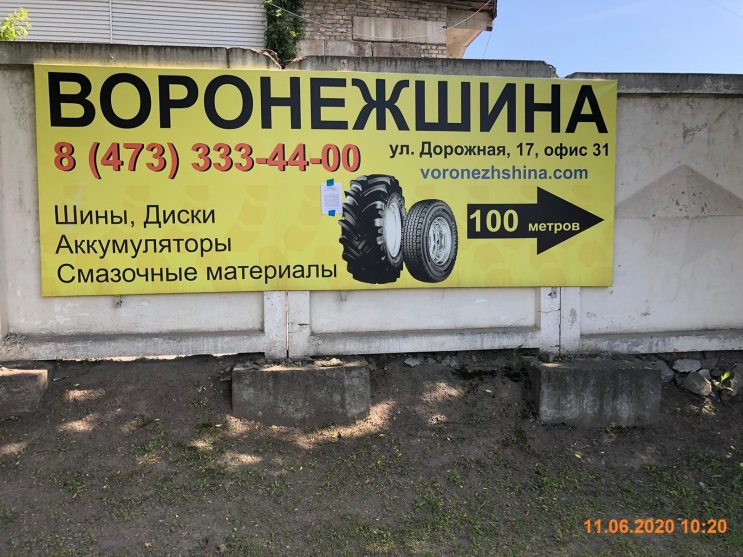 ВОРОНЕЖШИНА
8 (473) 333-44-00
ул. Дорожная, 17, офис 31
voronezhshina.com
Шины, Диски
Аккумуляторы
Смазочные материалы
100 метров
11.06.2020 10:20